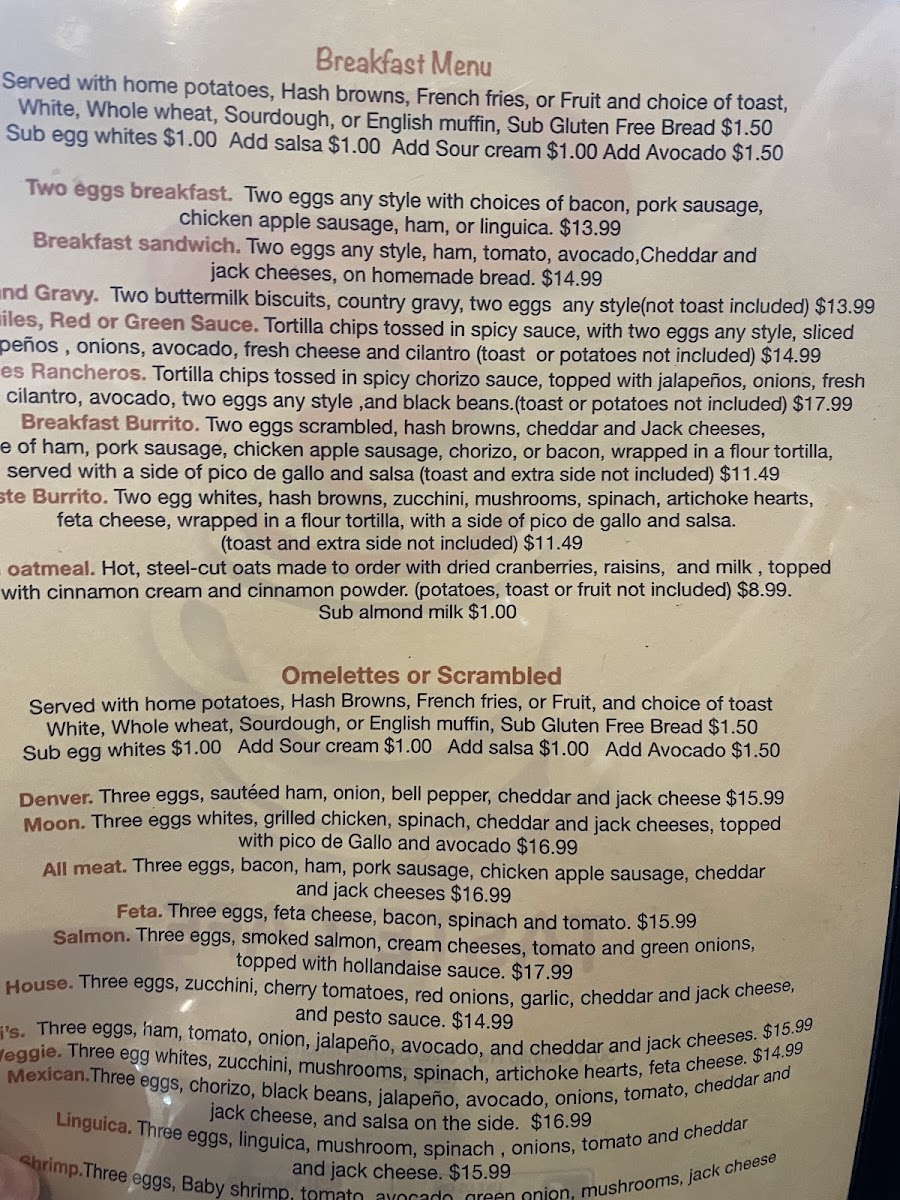 Breakfast Menu
Served with home potatoes, Hash browns, French fries, or Fruit and choice of toast,
White, Whole wheat, Sourdough, or English muffin, Sub Gluten Free Bread $1.50
Sub egg whites $1.00 Add salsa $1.00 Add Sour cream $1.00 Add Avocado $1.50
Two eggs breakfast. Two eggs any style with choices of bacon, pork sausage,
chicken apple sausage, ham, or linguica. $13.99
Breakfast sandwich. Two eggs any style, ham, tomato, avocado,Cheddar and
jack cheeses, on homemade bread. $14.99
nd Gravy. Two buttermilk biscuits, country gravy, two eggs any style(not toast included) $13.99
iles, Red or Green Sauce. Tortilla chips tossed in spicy sauce, with two eggs any style, sliced
peños , onions, avocado, fresh cheese and cilantro (toast or potatoes not included) $14.99
es Rancheros. Tortilla chips tossed in spicy chorizo sauce, topped with jalapeños, onions, fresh
cilantro, avocado, two eggs any style ,and black beans.(toast or potatoes not included) $17.99
Breakfast Burrito. Two eggs scrambled, hash browns, cheddar and Jack cheeses,
e of ham, pork sausage, chicken apple sausage, chorizo, or bacon, wrapped in a flour tortilla,
served with a side of pico de gallo and salsa (toast and extra side not included) $11.49
ste Burrito. Two egg whites, hash browns, zucchini, mushrooms, spinach, artichoke hearts,
feta cheese, wrapped in a flour tortilla, with a side of pico de gallo and salsa.
(toast and extra side not included) $11.49
oatmeal. Hot, steel-cut oats made to order with dried cranberries, raisins, and milk , topped
with cinnamon cream and cinnamon powder. (potatoes, toast or fruit not included) $8.99.
Sub almond milk $1.00
Omelettes or Scrambled
Served with home potatoes, Hash Browns, French fries, or Fruit, and choice of toast
White, Whole wheat, Sourdough, or English muffin, Sub Gluten Free Bread $1.50
Sub egg whites $1.00 Add Sour cream $1.00 Add salsa $1.00 Add Avocado $1.50
Denver. Three eggs, sautéed ham, onion, bell pepper, cheddar and jack cheese $15.99
Moon. Three eggs whites, grilled chicken, spinach, cheddar and jack cheeses, topped
with pico de Gallo and avocado $16.99
All meat. Three eggs, bacon, ham, pork sausage, chicken apple sausage, cheddar
and jack cheeses $16.99
Feta. Three eggs, feta cheese, bacon, spinach and tomato. $15.99
Salmon. Three eggs, smoked salmon, cream cheeses, tomato and green onions,
topped with hollandaise sauce. $17.99
House. Three eggs, zucchini, cherry tomatoes, red onions, garlic, cheddar and jack cheese,
and pesto sauce. $14.99
i's. Three eggs, ham, tomato, onion, jalapeño, avocado, and cheddar and jack cheeses. $15.99
Veggie. Three egg whites, zucchini, mushrooms, spinach, artichoke hearts, feta cheese. $14.99
Mexican.Three eggs, chorizo, black beans, jalapeño, avocado, onions, tomato, cheddar and
jack cheese, and salsa on the side. $16.99
Linguica. Three eggs, linguica, mushroom, spinach , onions, tomato and cheddar
and jack cheese. $15.99
Shrimp.Three eggs, Baby shrimp, tomato, avocado, green onion, mushrooms, jack cheese